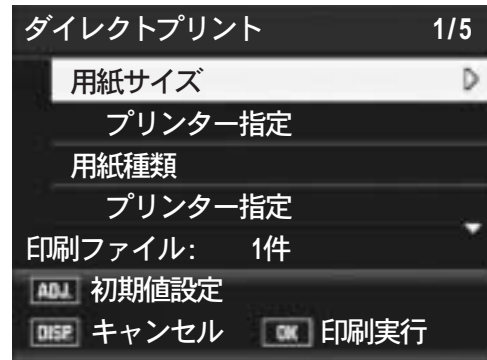 ダイレクトプリント 1/5
用紙サイズ
プリンター指定
用紙種類
プリンター指定
印刷ファイル: 1件
ADJ. 初期値設定
DISP. キャンセル OK 印刷実行